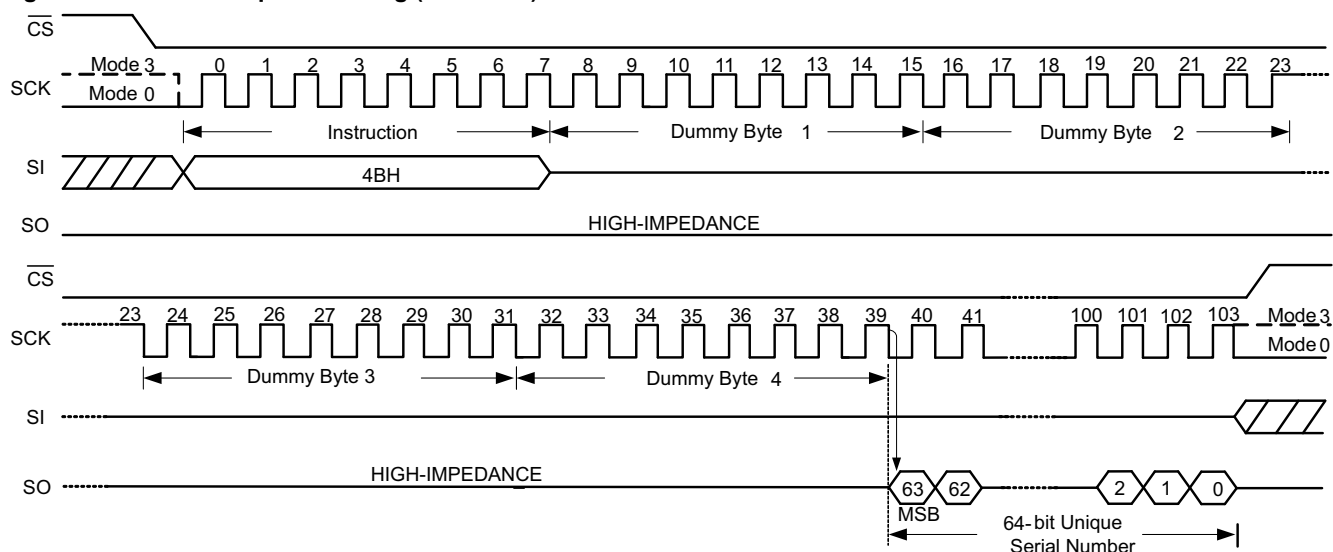 CS
Mode 3
SCK
Mode 0
0 1 2 3 4 5 6 7 8 9 10 11 12 13 14 15 16 17 18 19 20 21 22 23
Instruction
Dummy Byte 1
Dummy Byte 2
SI
4BH
SO
HIGH-IMPEDANCE
CS
23 24 25 26 27 28 29 30 31 32 33 34 35 36 37 38 39 40 41 100 101 102 103
Mode 3
SCK
Mode 0
Dummy Byte 3
Dummy Byte 4
SI
SO
HIGH-IMPEDANCE
63 62 2 1 0
MSB
64-bit Unique
Serial Number